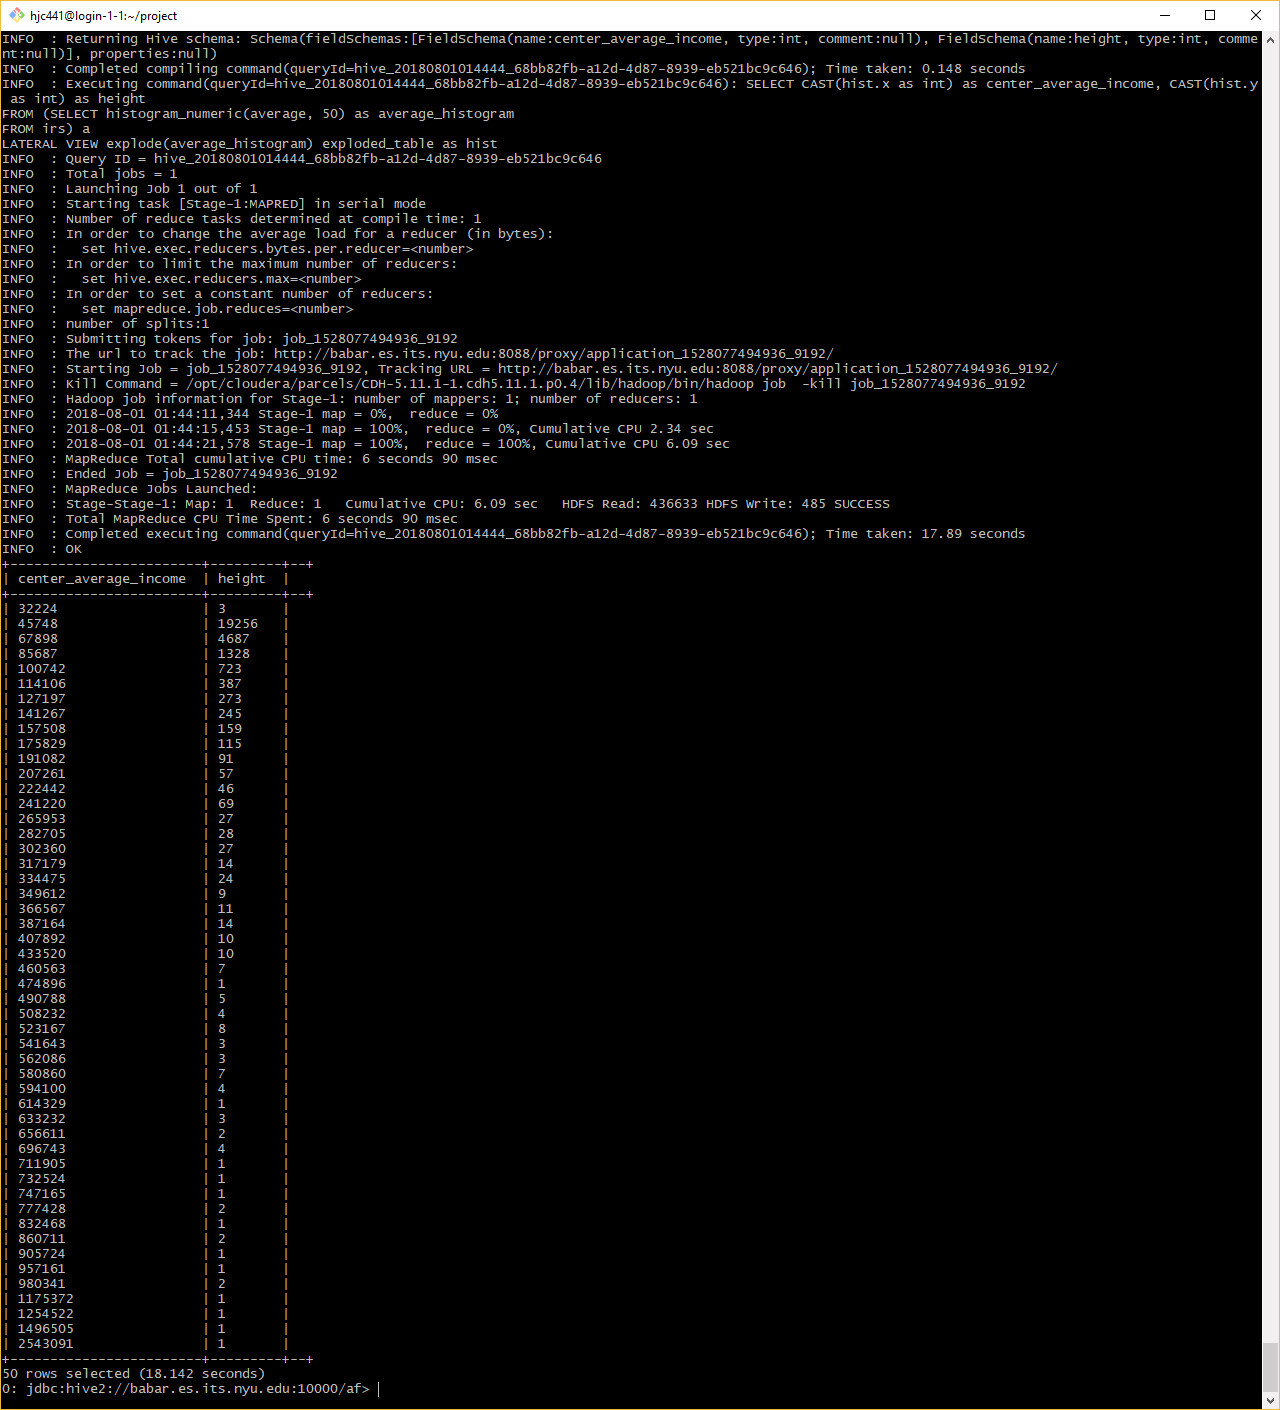 hjc441@login-1-1:~/project
INFO  : Returning Hive schema: Schema(fieldSchemas:[FieldSchema(name:center_average_income, type:int, comment:null), FieldSchema(name:height, type:int, comme
nt:null)], properties:null)
INFO  : Completed compiling command(queryId=hive_20180801014444_68bb82fb-a12d-4d87-8939-eb521bc9c646); Time taken: 0.148 seconds
INFO  : Executing command(queryId=hive_20180801014444_68bb82fb-a12d-4d87-8939-eb521bc9c646): SELECT CAST(hist.x as int) as center_average_income, CAST(hist.y
 as int) as height
FROM (SELECT histogram_numeric(average, 50) as average_histogram
FROM irs) a
LATERAL VIEW explode(average_histogram) exploded_table as hist
INFO  : Query ID = hive_20180801014444_68bb82fb-a12d-4d87-8939-eb521bc9c646
INFO  : Total jobs = 1
INFO  : Launching Job 1 out of 1
INFO  : Starting task [Stage-1:MAPRED] in serial mode
INFO  : Number of reduce tasks determined at compile time: 1
INFO  : In order to change the average load for a reducer (in bytes):
INFO  :   set hive.exec.reducers.bytes.per.reducer=<number>
INFO  : In order to limit the maximum number of reducers:
INFO  :   set hive.exec.reducers.max=<number>
INFO  : In order to set a constant number of reducers:
INFO  :   set mapreduce.job.reduces=<number>
INFO  : number of splits:1
INFO  : Submitting tokens for job: job_1528077494936_9192
INFO  : The url to track the job: http://babar.es.its.nyu.edu:8088/proxy/application_1528077494936_9192/
INFO  : Starting Job = job_1528077494936_9192, Tracking URL = http://babar.es.its.nyu.edu:8088/proxy/application_1528077494936_9192/
INFO  : Kill Command = /opt/cloudera/parcels/CDH-5.11.1-1.cdh5.11.1.p0.4/lib/hadoop/bin/hadoop job  -kill job_1528077494936_9192
INFO  : Hadoop job information for Stage-1: number of mappers: 1; number of reducers: 1
INFO  : 2018-08-01 01:44:11,344 Stage-1 map = 0%,  reduce = 0%
INFO  : 2018-08-01 01:44:15,453 Stage-1 map = 100%,  reduce = 0%, Cumulative CPU 2.34 sec
INFO  : 2018-08-01 01:44:21,578 Stage-1 map = 100%,  reduce = 100%, Cumulative CPU 6.09 sec
INFO  : MapReduce Total cumulative CPU time: 6 seconds 90 msec
INFO  : Ended Job = job_1528077494936_9192
INFO  : MapReduce Jobs Launched:
INFO  : Stage-Stage-1: Map: 1  Reduce: 1   Cumulative CPU: 6.09 sec   HDFS Read: 436633 HDFS Write: 485 SUCCESS
INFO  : Total MapReduce CPU Time Spent: 6 seconds 90 msec
INFO  : Completed executing command(queryId=hive_20180801014444_68bb82fb-a12d-4d87-8939-eb521bc9c646); Time taken: 17.89 seconds
INFO  : OK
+------------------------+---------+--+
| center_average_income  | height  |
+------------------------+---------+--+
| 32224                  | 3       |
| 45748                  | 19256   |
| 67898                  | 4687    |
| 85687                  | 1328    |
| 100742                 | 723     |
| 114106                 | 387     |
| 127197                 | 273     |
| 141267                 | 245     |
| 157508                 | 159     |
| 175829                 | 115     |
| 191082                 | 91      |
| 207261                 | 57      |
| 222442                 | 46      |
| 241220                 | 69      |
| 265953                 | 27      |
| 282705                 | 28      |
| 302360                 | 27      |
| 317179                 | 14      |
| 334475                 | 24      |
| 349612                 | 9       |
| 366567                 | 11      |
| 387164                 | 14      |
| 407892                 | 10      |
| 433520                 | 10      |
| 460563                 | 7       |
| 474896                 | 1       |
| 490788                 | 5       |
| 508232                 | 4       |
| 523167                 | 8       |
| 541643                 | 3       |
| 562086                 | 3       |
| 580860                 | 7       |
| 594100                 | 4       |
| 614329                 | 1       |
| 633232                 | 3       |
| 656611                 | 2       |
| 696743                 | 4       |
| 711905                 | 1       |
| 732524                 | 1       |
| 747165                 | 1       |
| 777428                 | 2       |
| 832468                 | 1       |
| 860711                 | 2       |
| 905724                 | 1       |
| 957161                 | 1       |
| 980341                 | 2       |
| 1175372                | 1       |
| 1254522                | 1       |
| 1496505                | 1       |
| 2543091                | 1       |
+------------------------+---------+--+
50 rows selected (18.142 seconds)
0: jdbc:hive2://babar.es.its.nyu.edu:10000/af>